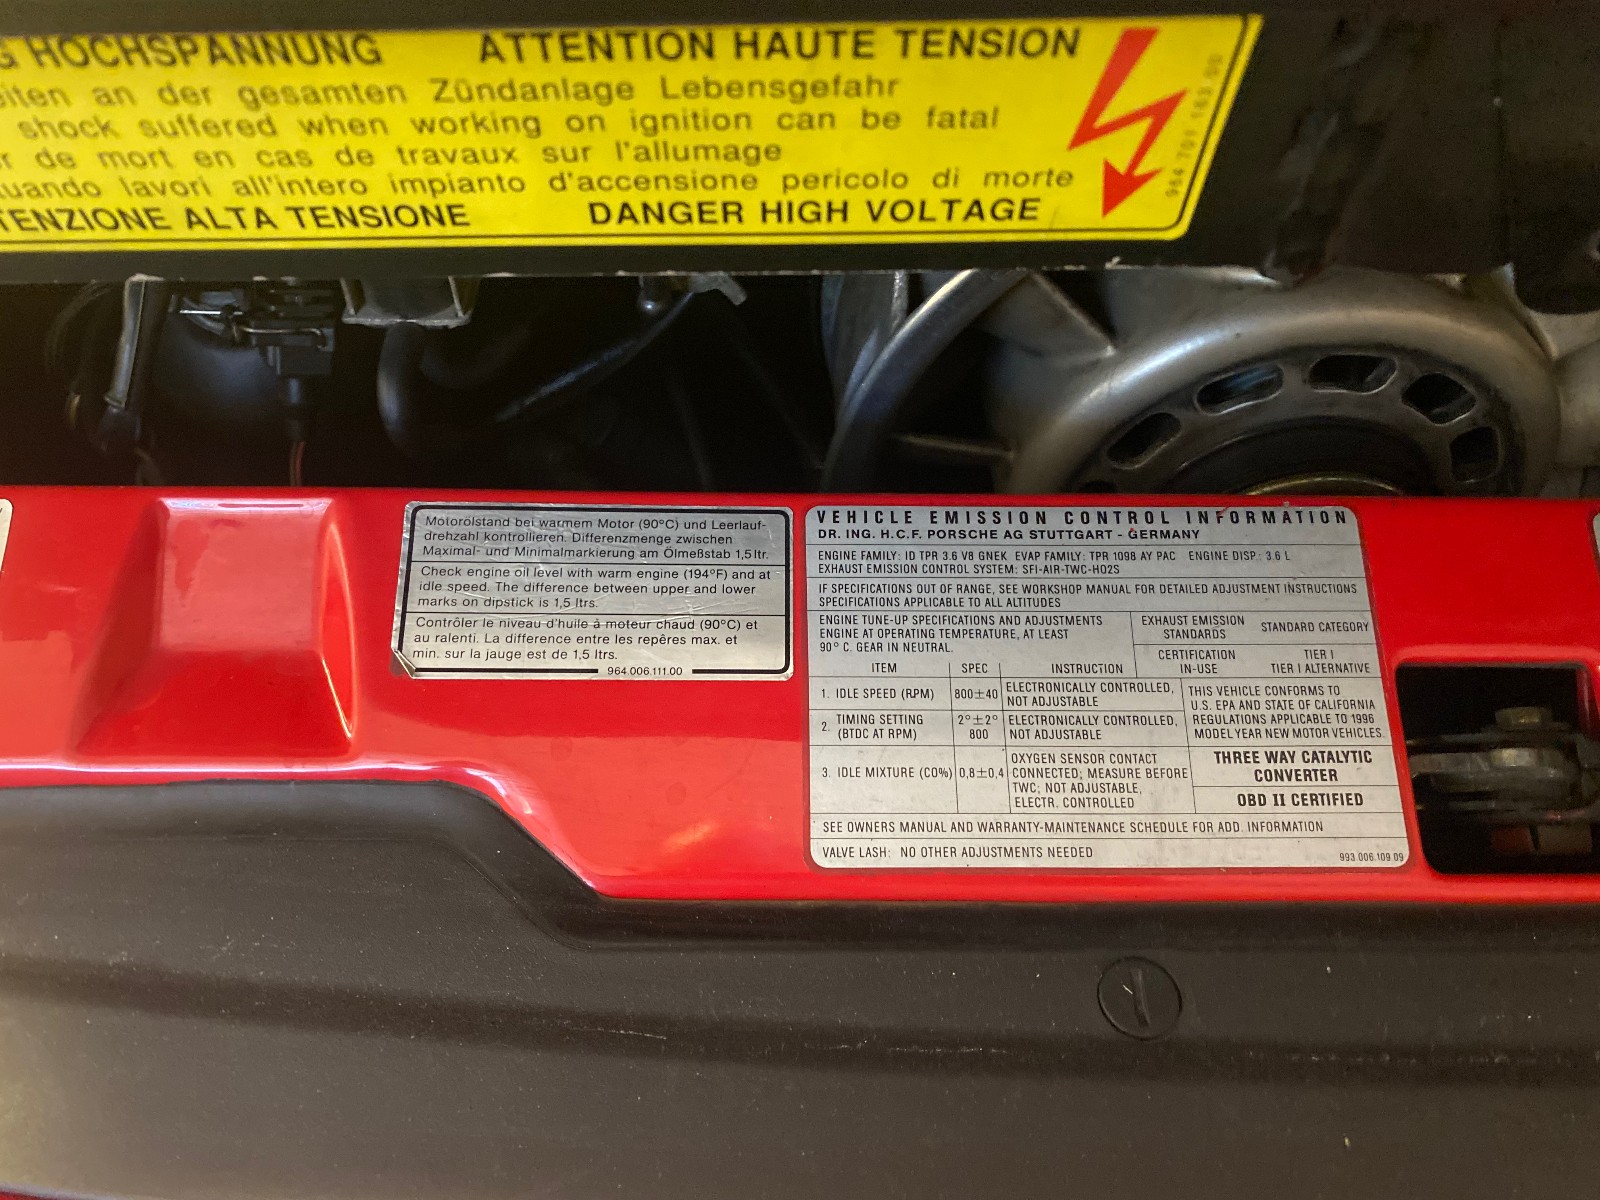 HOCHSPANNUNG ATTENTION HAUTE TENSION
an der gesamten Zündanlage Lebensgefahr
shock suffered when working on ignition can be fatal
de mort en cas de travaux sur l'allumage
lavori all'intero impianto d'accensione pericolo di morte
ALTA TENSIONE DANGER HIGH VOLTAGE
Motorölstand bei warmem Motor (90°C) und Leerlauf-
drehzahl kontrollieren. Differenzmenge zwischen
Maximal- und Minimalmarkierung am Ölmeßstab 1,5 ltr.
Check engine oil level with warm engine (194°F) and at
idle speed. The difference between upper and lower
marks on dipstick is 1,5 ltrs.
Contrôler le niveau d'huile à moteur chaud (90°C) et
au ralenti. La difference entre les repêres max. et
min. sur la jauge est de 1,5 ltrs.
964.006.111.00
VEHICLE EMISSION CONTROL INFORMATION
DR. ING. H.C.F. PORSCHE AG STUTTGART - GERMANY
ENGINE FAMILY: ID TPR 3.6 V8 GNEK EVAP FAMILY: TPR 1098 AY PAC ENGINE DISP.: 3.6 L
EXHAUST EMISSION CONTROL SYSTEM: SFI-AIR-TWC-HO2S
IF SPECIFICATIONS OUT OF RANGE, SEE WORKSHOP MANUAL FOR DETAILED ADJUSTMENT INSTRUCTIONS
SPECIFICATIONS APPLICABLE TO ALL ALTITUDES
ENGINE TUNE-UP SPECIFICATIONS AND ADJUSTMENTS
ENGINE AT OPERATING TEMPERATURE, AT LEAST
90° C. GEAR IN NEUTRAL.
EXHAUST EMISSION
STANDARDS
STANDARD CATEGORY
CERTIFICATION
IN-USE
TIER I
TIER I ALTERNATIVE
ITEM SPEC INSTRUCTION
1. IDLE SPEED (RPM) 800±40 ELECTRONICALLY CONTROLLED,
NOT ADJUSTABLE
2. TIMING SETTING
(BTDC AT RPM)
2°±2°
800
ELECTRONICALLY CONTROLLED,
NOT ADJUSTABLE
3. IDLE MIXTURE (CO%) 0,8±0,4
OXYGEN SENSOR CONTACT
CONNECTED; MEASURE BEFORE
TWC; NOT ADJUSTABLE,
ELECTR. CONTROLLED
THIS VEHICLE CONFORMS TO
U.S. EPA AND STATE OF CALIFORNIA
REGULATIONS APPLICABLE TO 1996
MODEL YEAR NEW MOTOR VEHICLES.
THREE WAY CATALYTIC
CONVERTER
OBD II CERTIFIED
SEE OWNERS MANUAL AND WARRANTY-MAINTENANCE SCHEDULE FOR ADD. INFORMATION
VALVE LASH: NO OTHER ADJUSTMENTS NEEDED
993.006.109.09